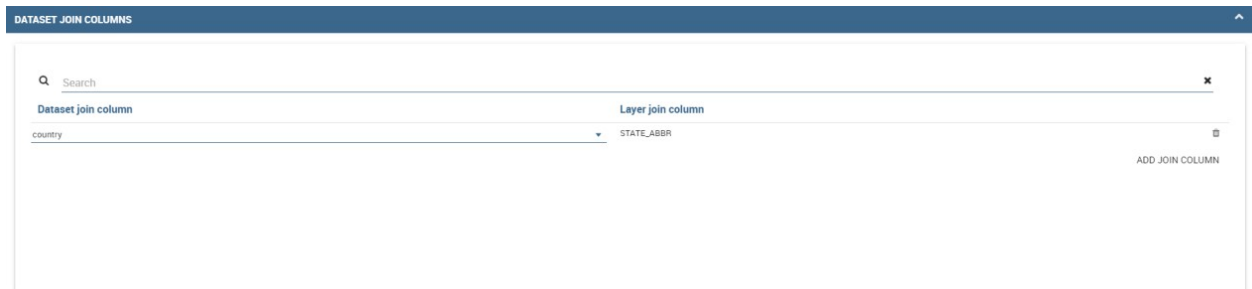 DATASET JOIN COLUMNS
Search
Dataset join column Layer join column
country STATE_ABBR
ADD JOIN COLUMN